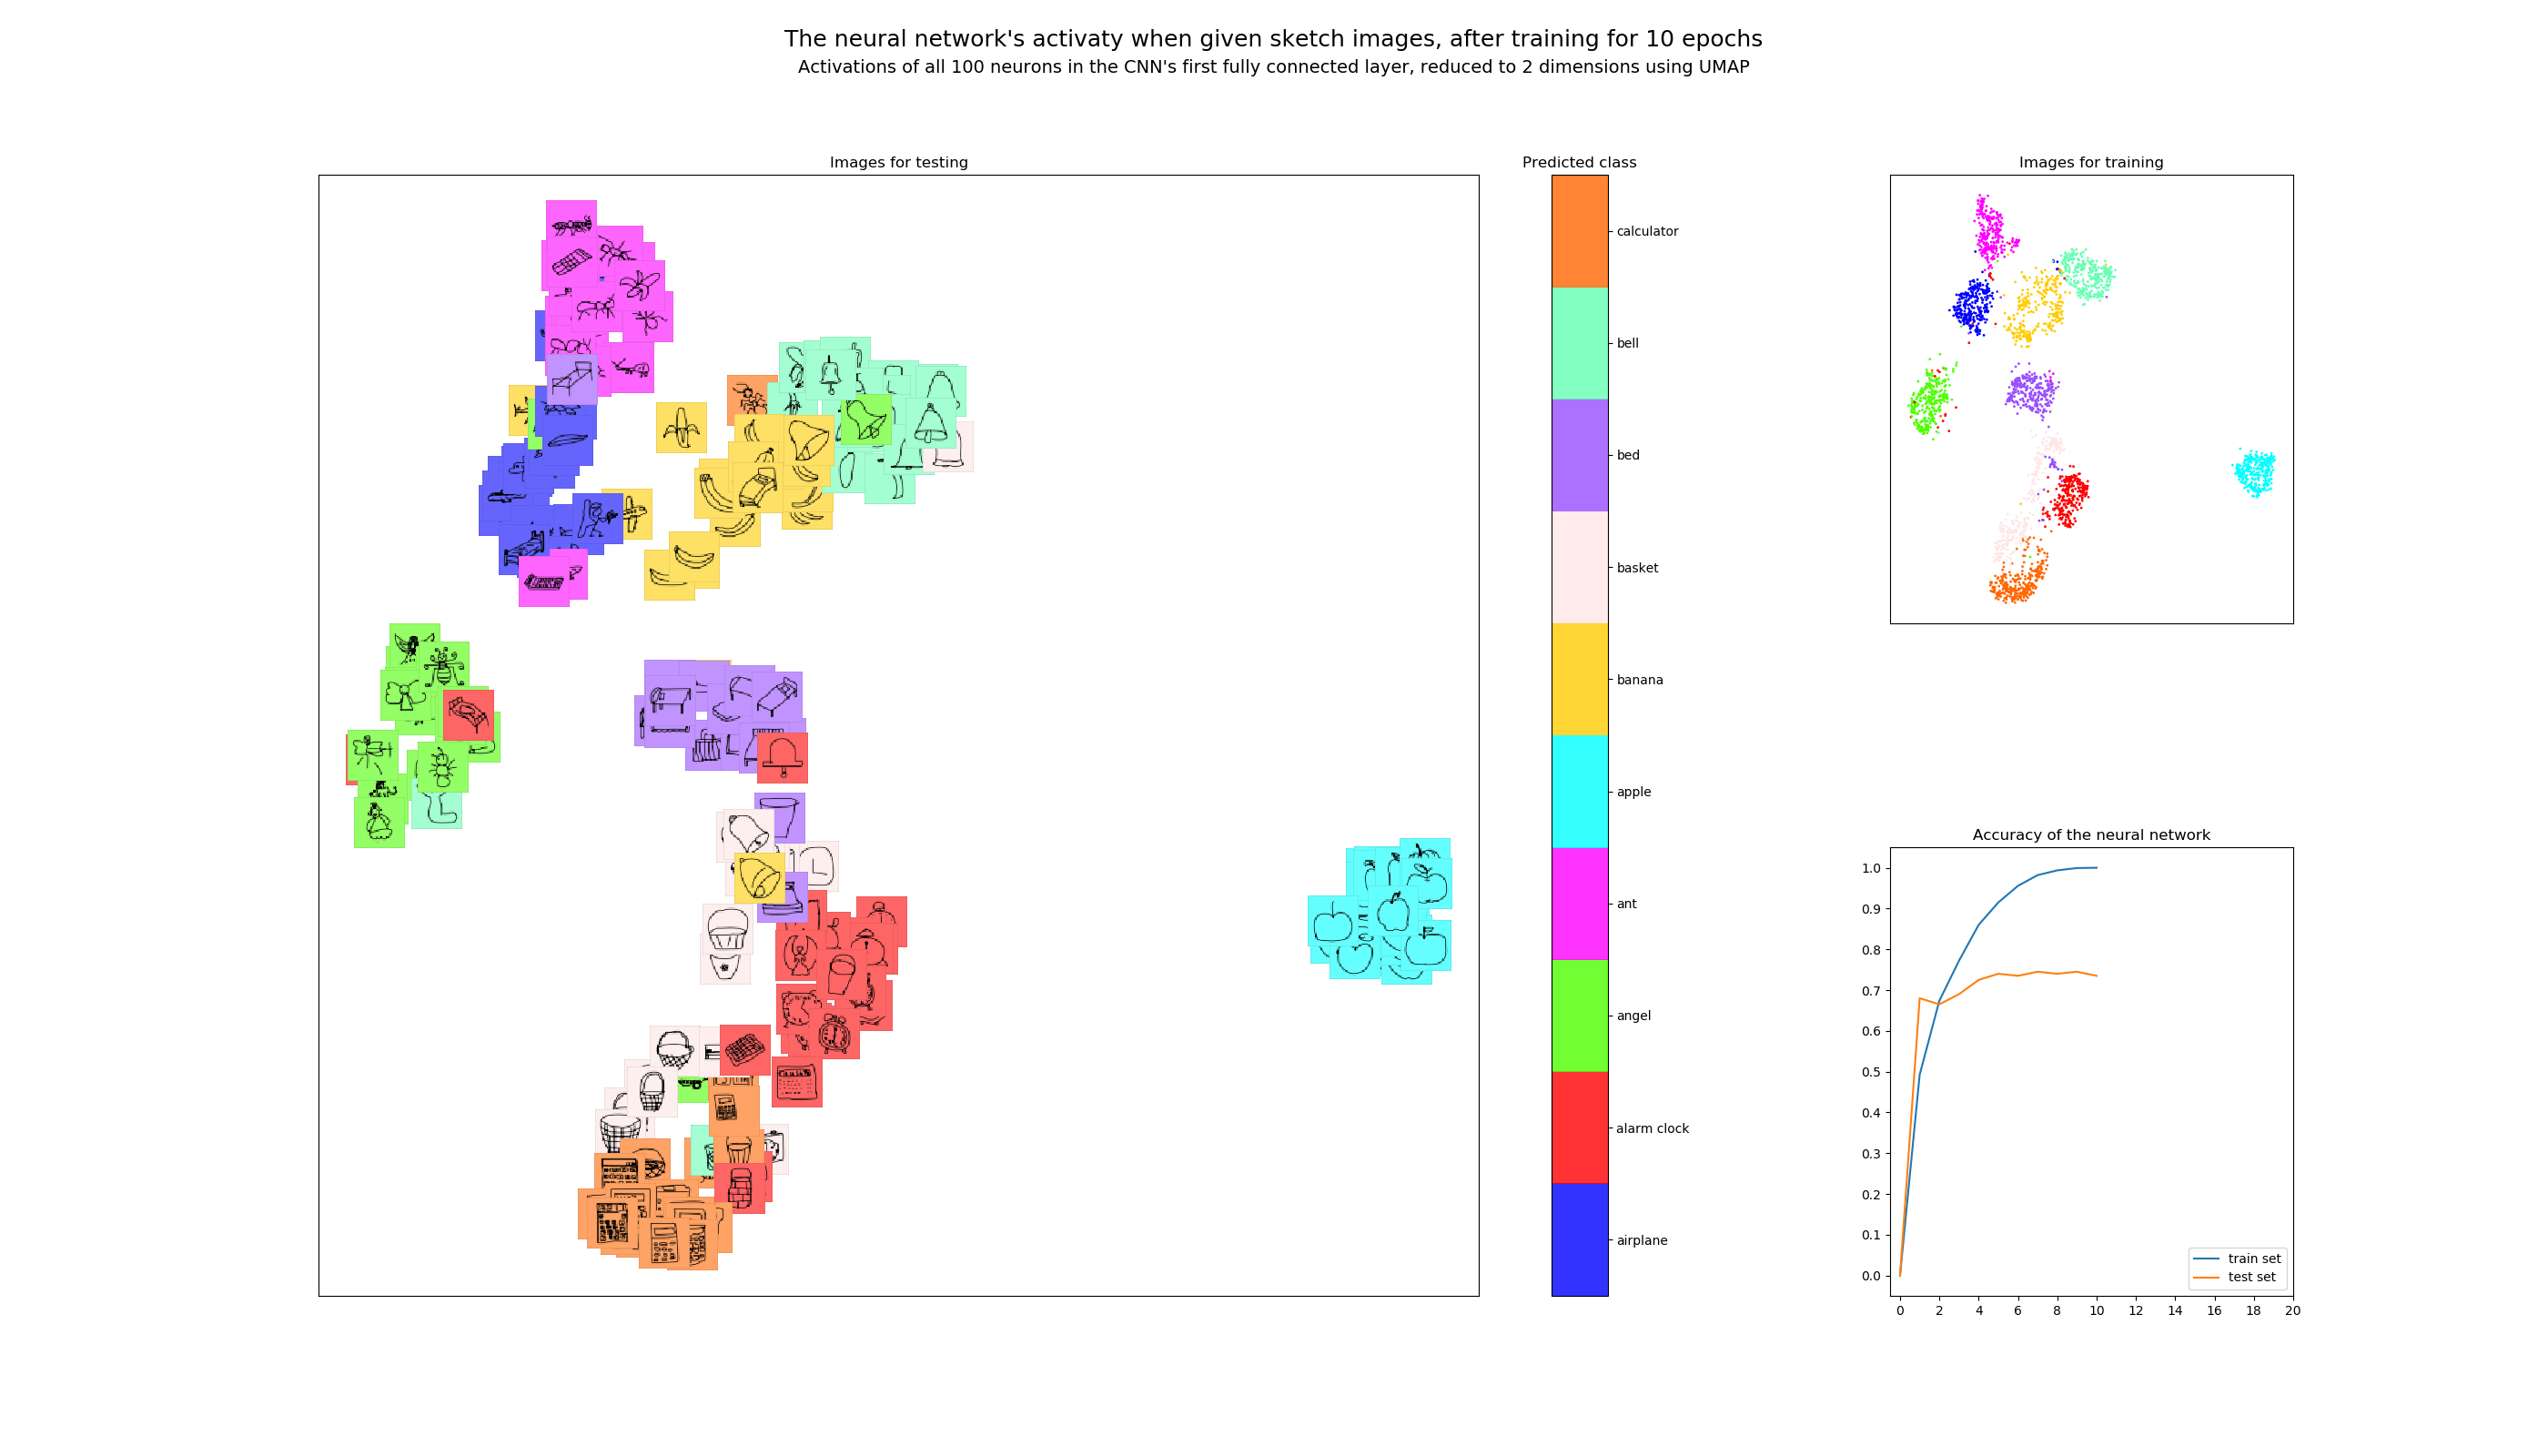 The neural network's activaty when given sketch images, after training for 10 epochs
Activations of all 100 neurons in the CNN's first fully connected layer, reduced to 2 dimensions using UMAP
Images for testing
Predicted class
calculator
bell
bed
basket
banana
apple
ant
angel
alarm clock
airplane
Images for training
Accuracy of the neural network
1.0
0.9
0.8
0.7
0.6
0.5
0.4
0.3
0.2
0.1
0.0
train set
test set
0 2 4 6 8 10 12 14 16 18 20